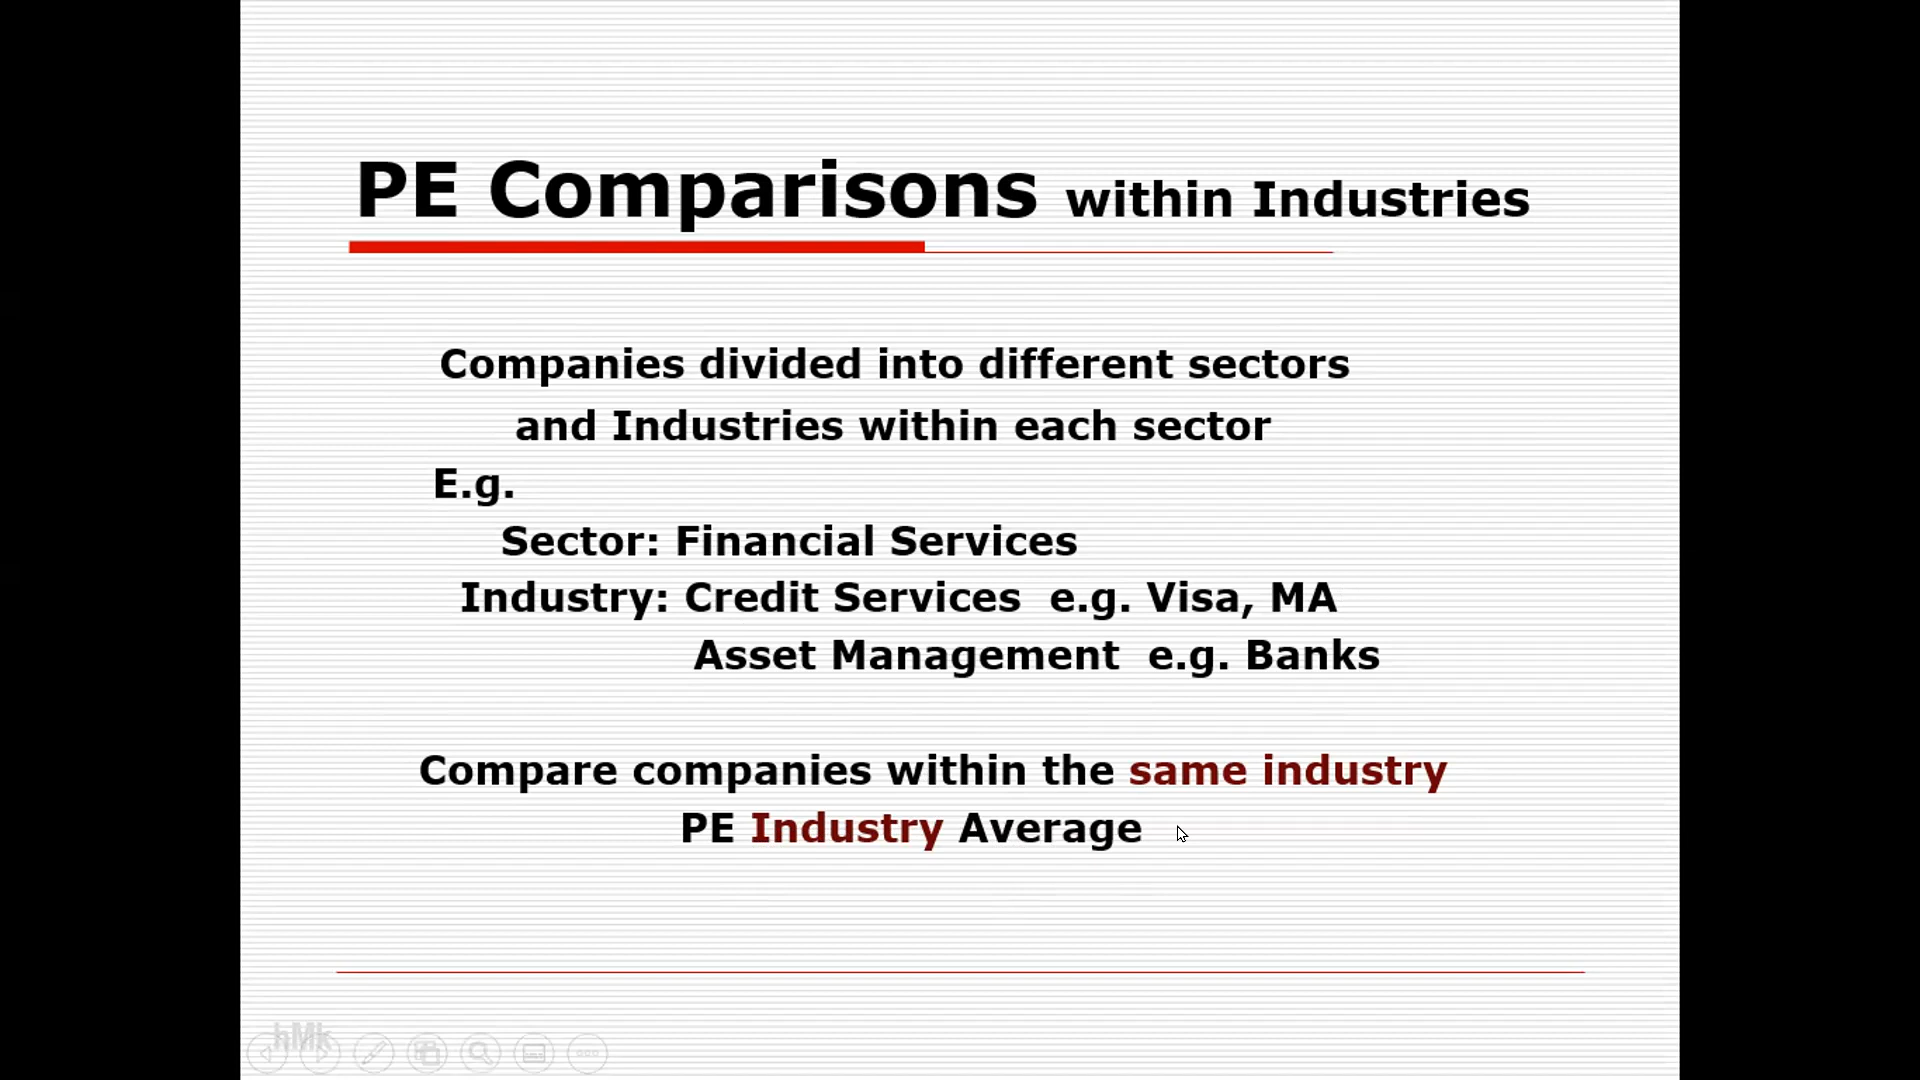 PE Comparisons within Industries
Companies divided into different sectors
and Industries within each sector
E.g.
Sector: Financial Services
Industry: Credit Services e.g. Visa, MA
Asset Management e.g. Banks
Compare companies within the same industry
PE Industry Average
hMk